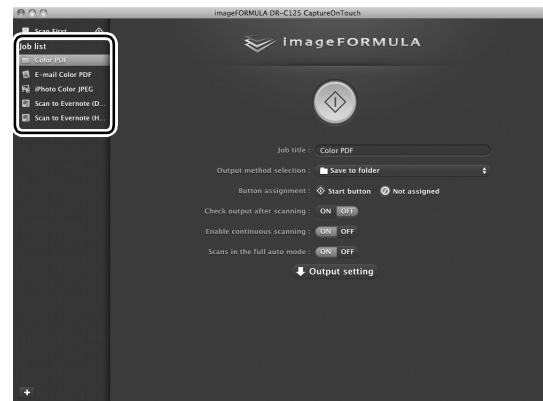 imageFORMULA DR-C125 CaptureOnTouch
Scan First
Job list
Color PDF
E-mail Color PDF
iPhoto Color JPEG
Scan to Evernote (D...
Scan to Evernote (H...
imageFORMULA
Job title : Color PDF
Output method selection : Save to folder
Button assignment : Start button Not assigned
Check output after scanning : ON OFF
Enable continuous scanning : ON OFF
Scans in the full auto mode : ON OFF
Output setting